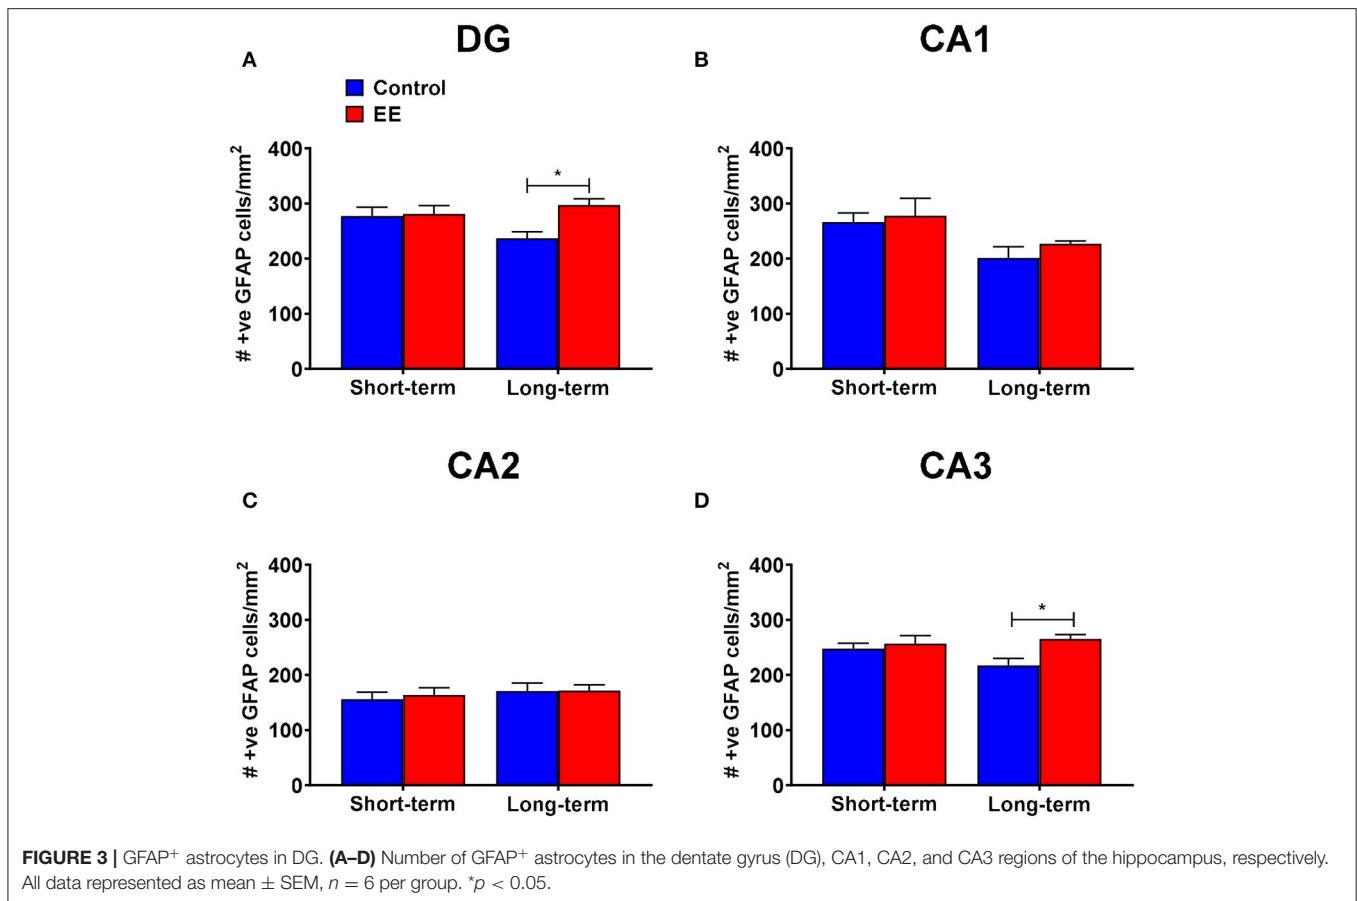 DG
A
Control
EE
# +ve GFAP cells/mm²
400
300
200
100
0
*
Short-term
Long-term
CA1
B
# +ve GFAP cells/mm²
400
300
200
100
0
Short-term
Long-term
CA2
C
# +ve GFAP cells/mm²
400
300
200
100
0
Short-term
Long-term
CA3
D
# +ve GFAP cells/mm²
400
300
200
100
0
*
Short-term
Long-term
FIGURE 3 | GFAP⁺ astrocytes in DG. (A–D) Number of GFAP⁺ astrocytes in the dentate gyrus (DG), CA1, CA2, and CA3 regions of the hippocampus, respectively.
All data represented as mean ± SEM, n = 6 per group. *p < 0.05.